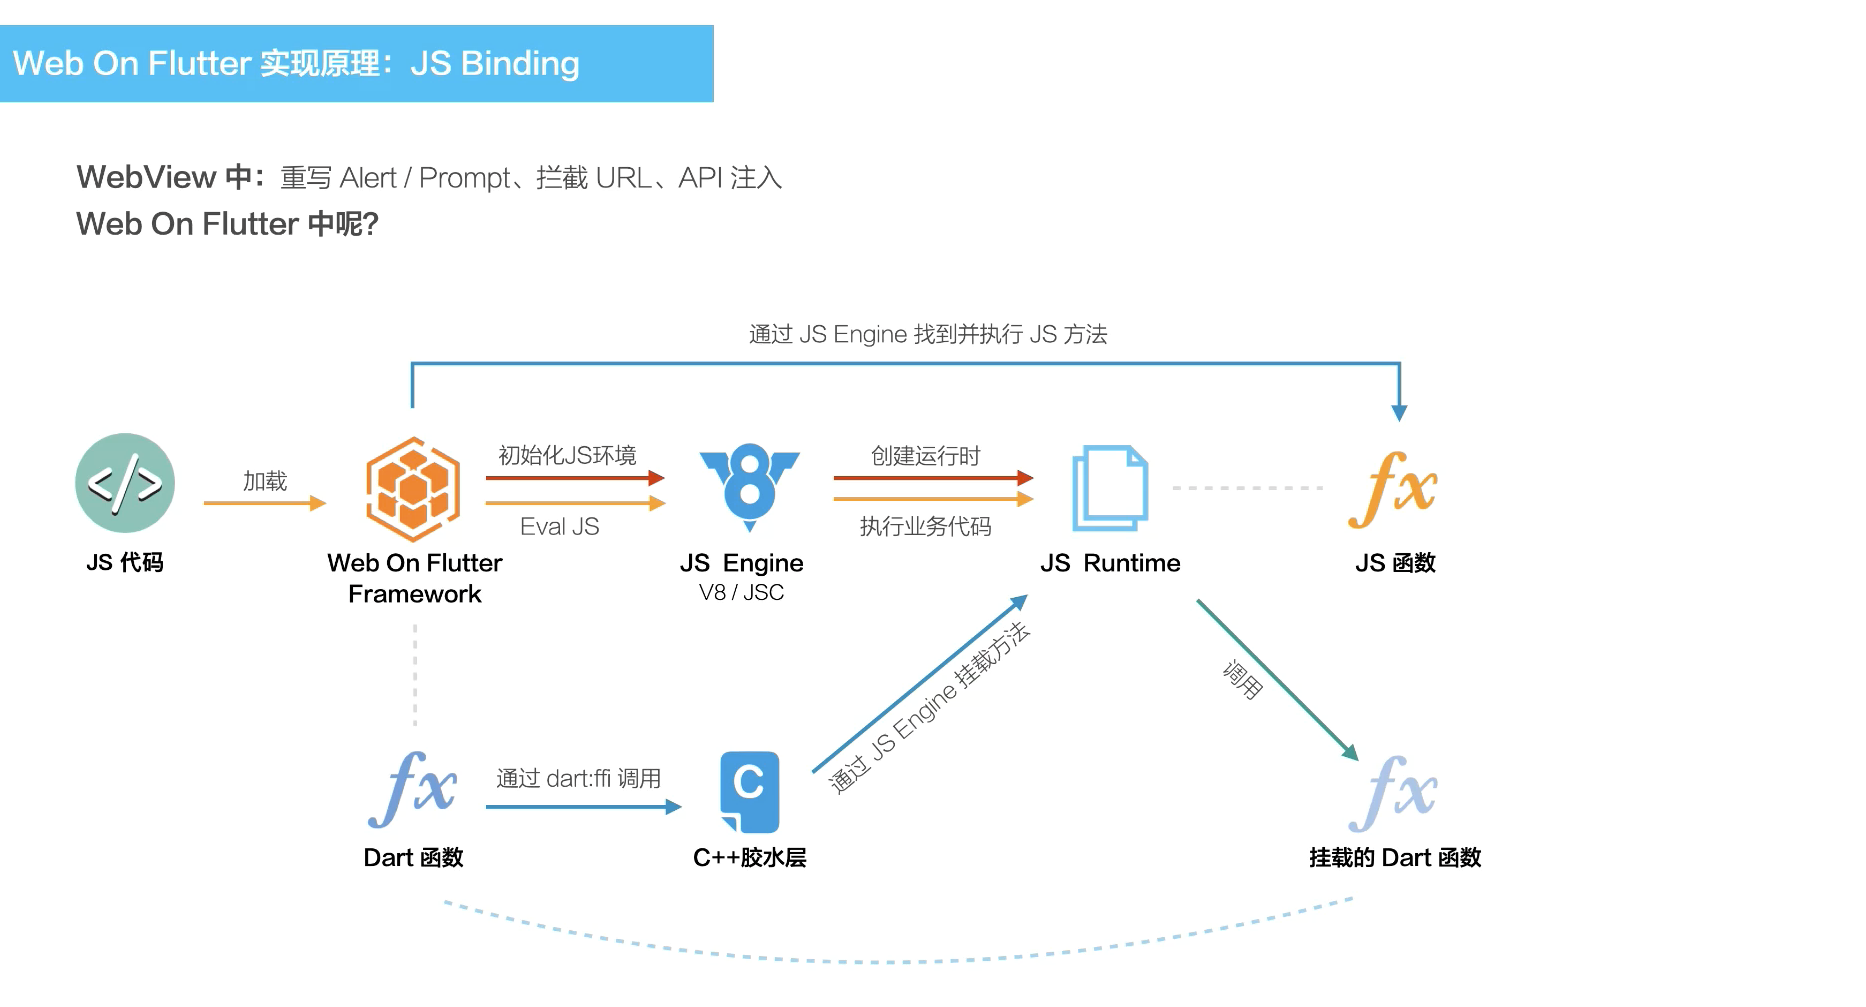 Web On Flutter 实现原理：JS Binding
WebView 中：重写 Alert / Prompt、拦截 URL、API 注入
Web On Flutter 中呢？
通过 JS Engine 找到并执行 JS 方法
加载
初始化JS环境
Eval JS
创建运行时
执行业务代码
JS 代码
Web On Flutter
Framework
JS Engine
V8 / JSC
JS Runtime
JS 函数
通过 JS Engine 挂载方法
调用
通过 dart:ffi 调用
C
Dart 函数
C++胶水层
挂载的 Dart 函数